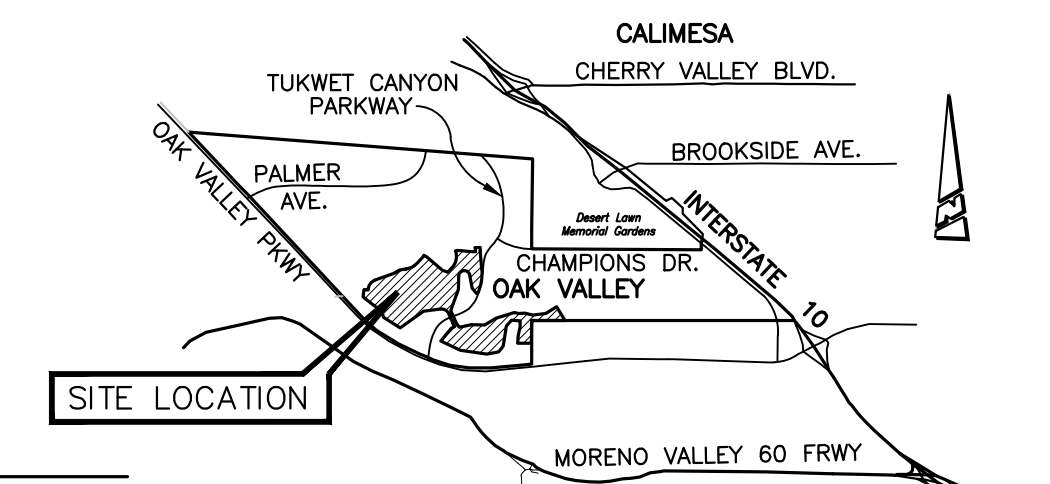 CALIMESA
CHERRY VALLEY BLVD.
TUKWET CANYON
PARKWAY
OAK VALLEY PKWY
PALMER
AVE.
BROOKSIDE AVE.
N
Desert Lawn
Memorial Gardens
INTERSTATE 10
CHAMPIONS DR.
OAK VALLEY
SITE LOCATION
MORENO VALLEY 60 FRWY